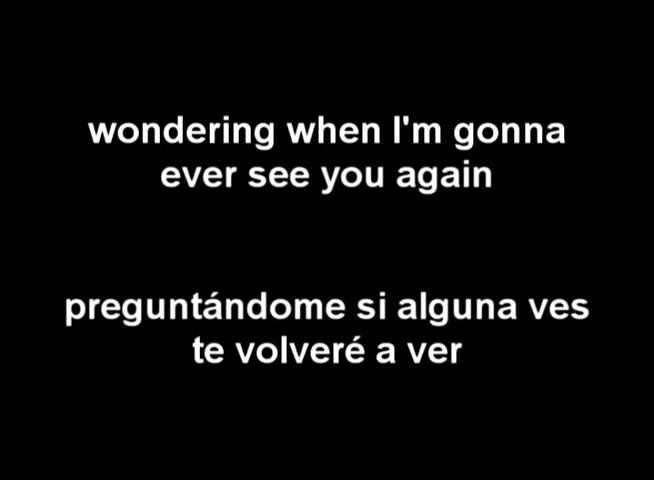 wondering when I'm gonna
ever see you again
preguntándome si alguna ves
te volveré a ver